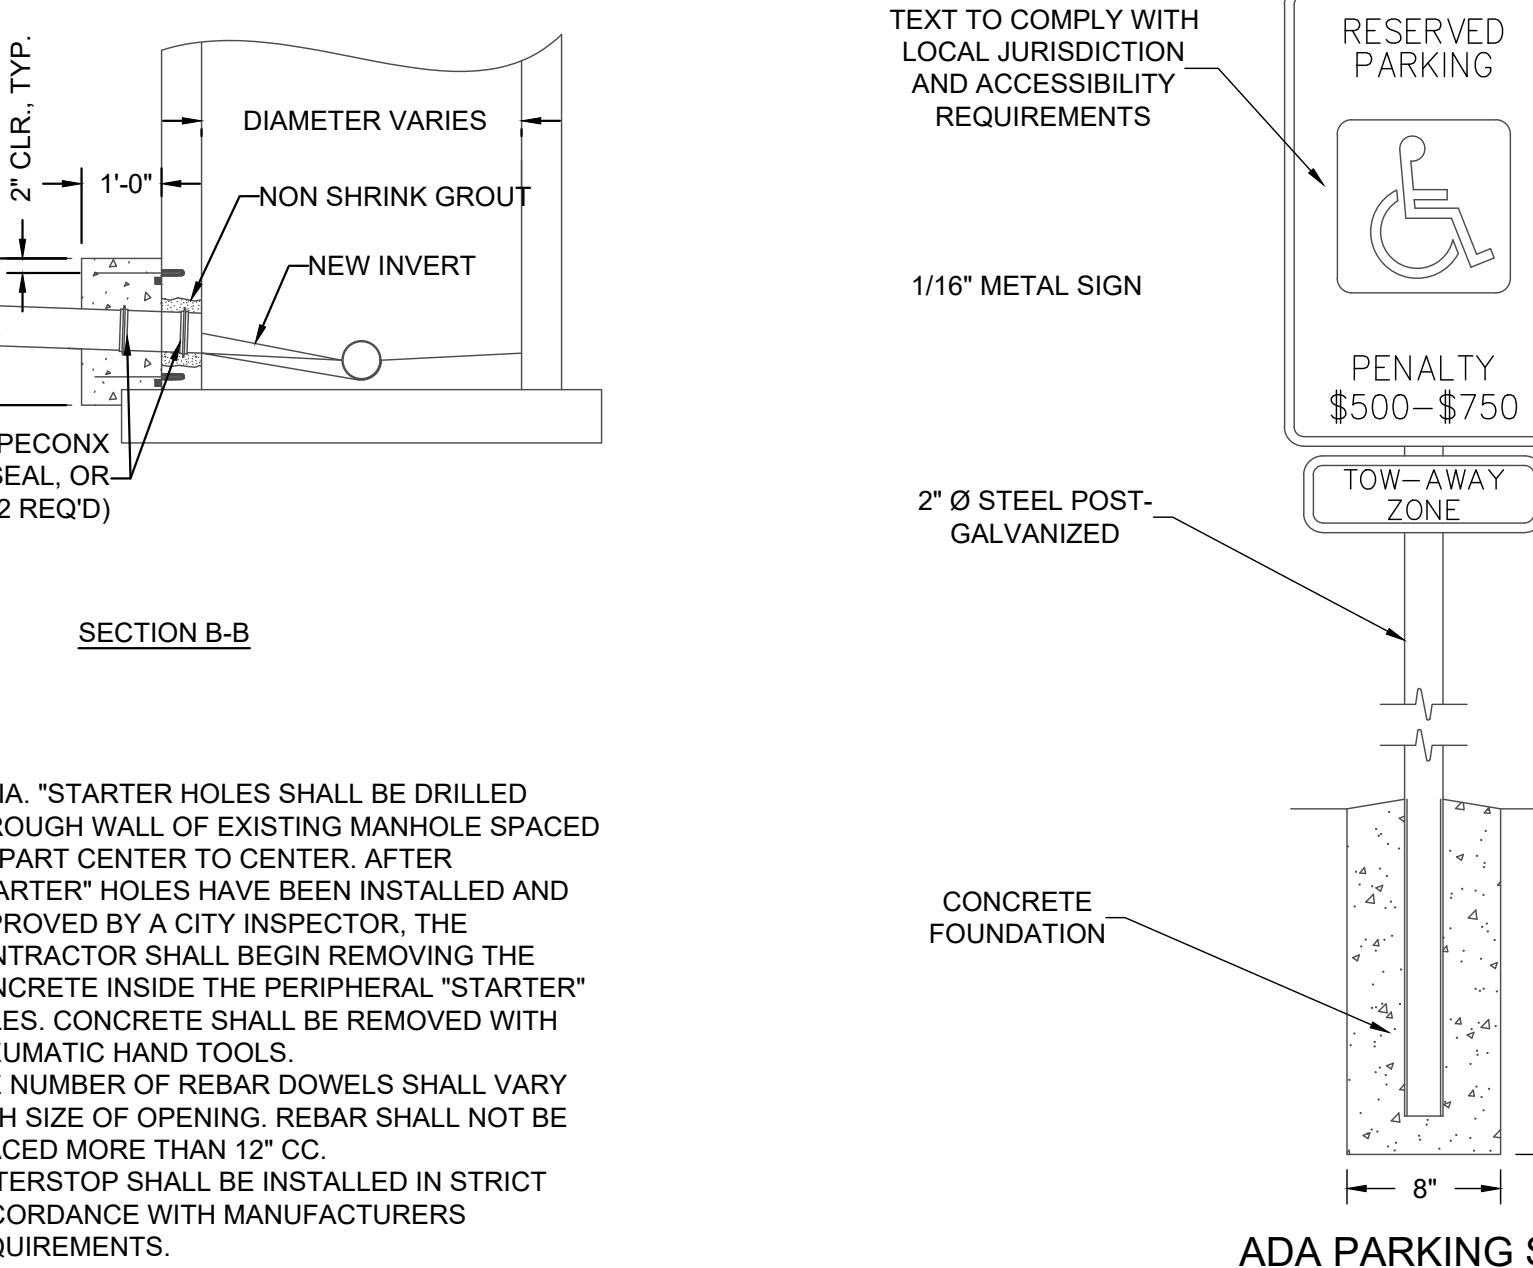 2" CLR., TYP.
1'-0"
DIAMETER VARIES
NON SHRINK GROUT
NEW INVERT
PECONX
SEAL, OR
2 REQ'D)
SECTION B-B
IA. "STARTER HOLES SHALL BE DRILLED
ROUGH WALL OF EXISTING MANHOLE SPACED
PART CENTER TO CENTER. AFTER
ARTER" HOLES HAVE BEEN INSTALLED AND
PROVED BY A CITY INSPECTOR, THE
NTRACTOR SHALL BEGIN REMOVING THE
NCRETE INSIDE THE PERIPHERAL "STARTER"
LES. CONCRETE SHALL BE REMOVED WITH
EUMATIC HAND TOOLS.
E NUMBER OF REBAR DOWELS SHALL VARY
TH SIZE OF OPENING. REBAR SHALL NOT BE
ACED MORE THAN 12" CC.
TERSTOP SHALL BE INSTALLED IN STRICT
CORDANCE WITH MANUFACTURERS
QUIREMENTS.
TEXT TO COMPLY WITH
LOCAL JURISDICTION
AND ACCESSIBILITY
REQUIREMENTS
1/16" METAL SIGN
2" Ø STEEL POST-
GALVANIZED
CONCRETE
FOUNDATION
RESERVED
PARKING
PENALTY
$500-$750
TOW-AWAY
ZONE
8"
ADA PARKING S